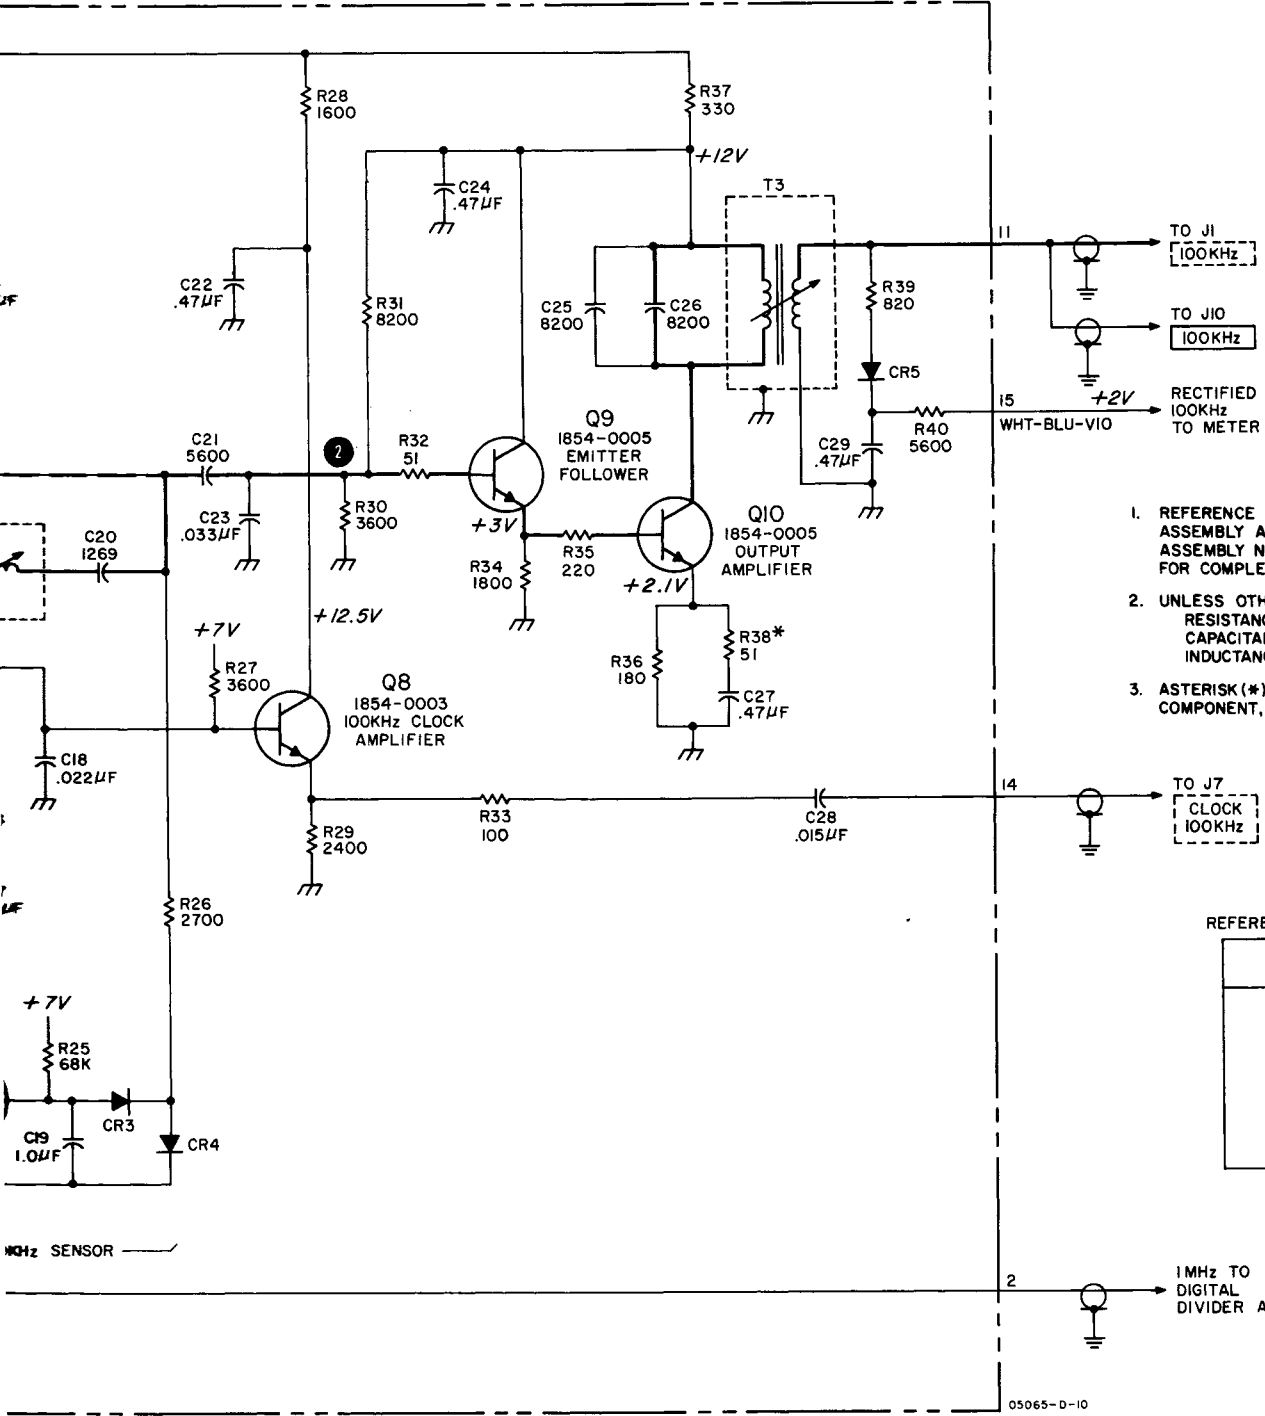 R28
1600
R37
330
+12V
C24
.47µF
T3
11
TO J1
100KHz
C22
.47µF
R31
8200
C25
8200
C26
8200
R39
820
TO J10
100KHz
CR5
15
+2V
RECTIFIED
100KHz
TO METER
WHT-BLU-VIO
R40
5600
C29
.47µF
C21
5600
2
R32
51
Q9
1854-0005
EMITTER
FOLLOWER
C23
.033µF
R30
3600
+3V
R35
220
Q10
1854-0005
OUTPUT
AMPLIFIER
C20
1269
R34
1800
+2.1V
1. REFERENCE
ASSEMBLY A
ASSEMBLY N
FOR COMPLE
2. UNLESS OTH
RESISTANC
CAPACITAN
INDUCTANC
3. ASTERISK(*)
COMPONENT,
+12.5V
+7V
R27
3600
R36
180
R38*
51
C27
.47µF
Q8
1854-0003
100KHz CLOCK
AMPLIFIER
C18
.022µF
14
TO J7
CLOCK
100KHz
R33
100
C28
.015µF
R29
2400
R26
2700
REFERE
+7V
R25
68K
CR3
C19
1.0µF
CR4
KHz SENSOR
2
1MHz TO
DIGITAL
DIVIDER A
05065-D-10